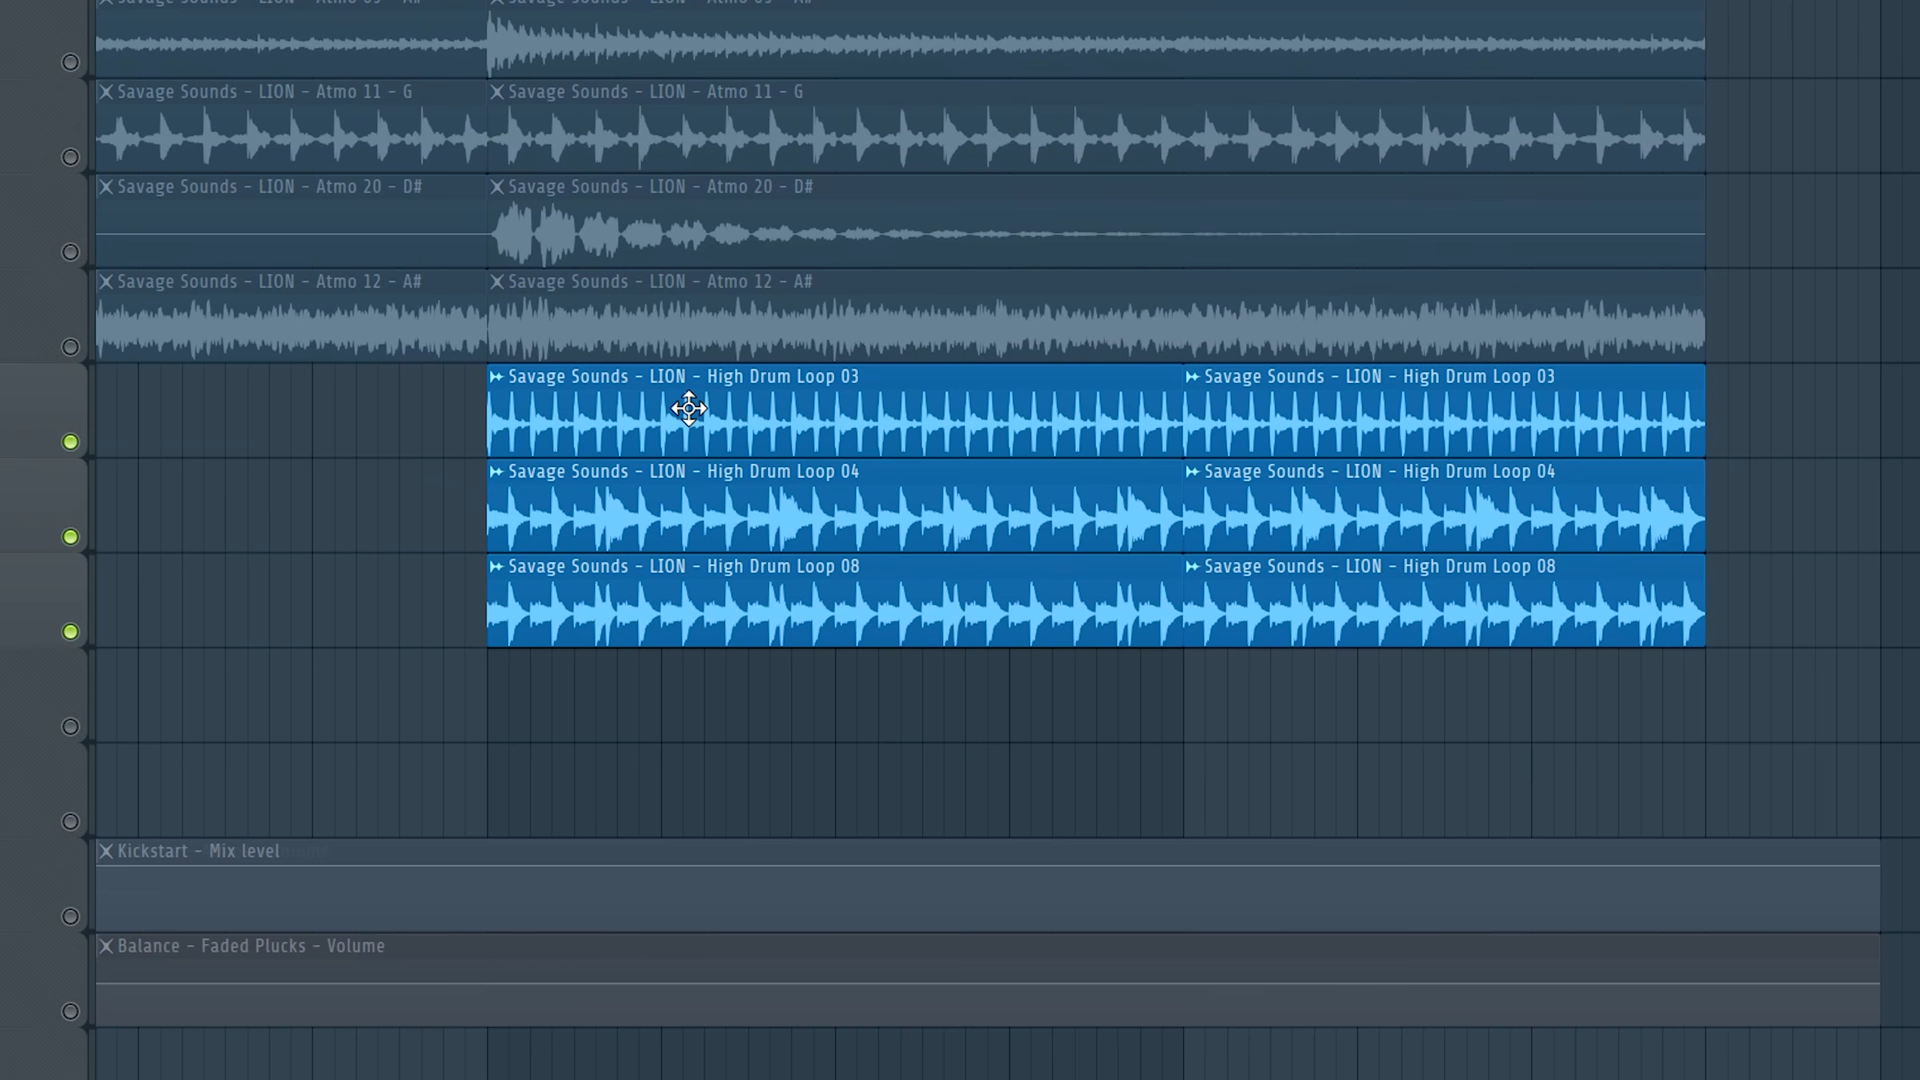 Savage Sounds - LION - Atmo 11 - G
Savage Sounds - LION - Atmo 11 - G
Savage Sounds - LION - Atmo 20 - D#
Savage Sounds - LION - Atmo 20 - D#
Savage Sounds - LION - Atmo 12 - A#
Savage Sounds - LION - Atmo 12 - A#
Savage Sounds - LION - High Drum Loop 03
Savage Sounds - LION - High Drum Loop 03
Savage Sounds - LION - High Drum Loop 04
Savage Sounds - LION - High Drum Loop 04
Savage Sounds - LION - High Drum Loop 08
Savage Sounds - LION - High Drum Loop 08
Kickstart - Mix level
Balance - Faded Plucks - Volume